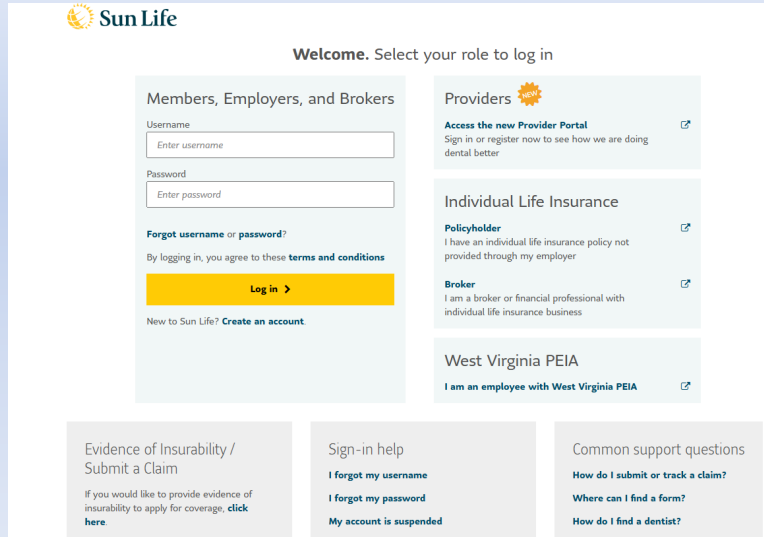 Sun Life
Welcome. Select your role to log in
Members, Employers, and Brokers
Username
Enter username
Password
Enter password
Forgot username or password?
By logging in, you agree to these terms and conditions
Log in
New to Sun Life? Create an account.
Providers
NEW
Access the new Provider Portal
Sign in or register now to see how we are doing
dental better
Individual Life Insurance
Policyholder
I have an individual life insurance policy not
provided through my employer
Broker
I am a broker or financial professional with
individual life insurance business
West Virginia PEIA
I am an employee with West Virginia PEIA
Evidence of Insurability /
Submit a Claim
If you would like to provide evidence of
insurability to apply for coverage, click
here.
Sign-in help
I forgot my username
I forgot my password
My account is suspended
Common support questions
How do I submit or track a claim?
Where can I find a form?
How do I find a dentist?